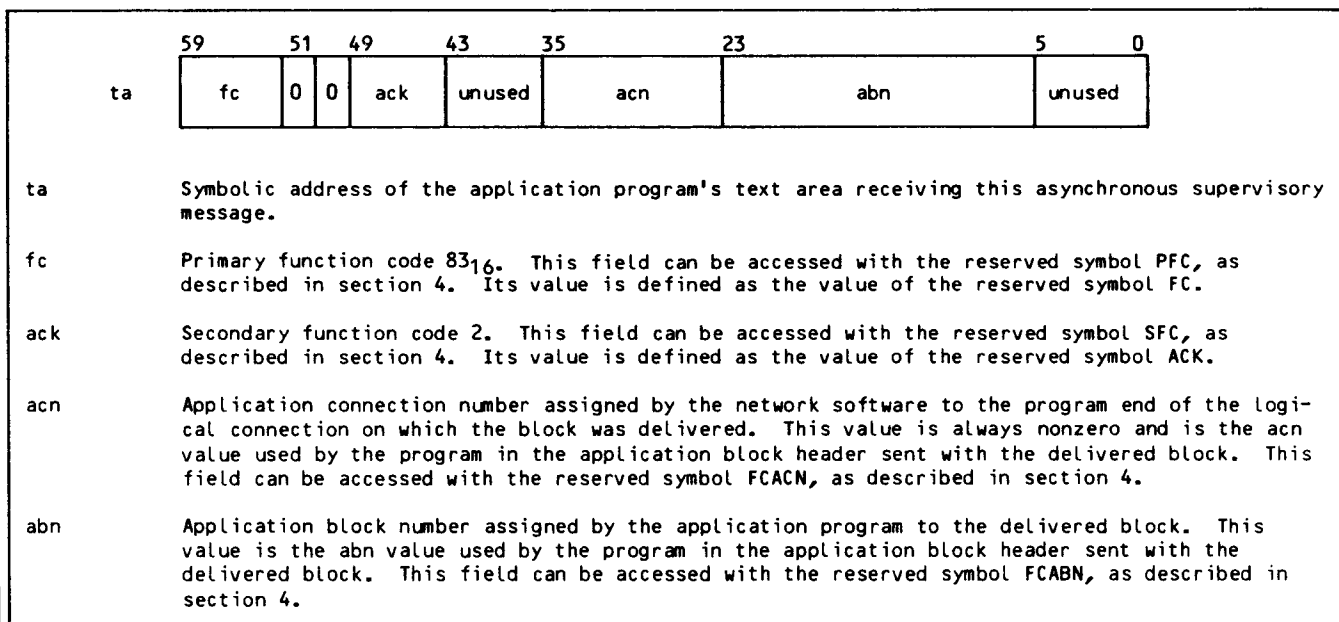 59 51 49 43 35 23 5 0
ta fc 0 0 ack unused acn abn unused
ta Symbolic address of the application program's text area receiving this asynchronous supervisory
message.
fc Primary function code 83₁₆. This field can be accessed with the reserved symbol PFC, as
described in section 4. Its value is defined as the value of the reserved symbol FC.
ack Secondary function code 2. This field can be accessed with the reserved symbol SFC, as
described in section 4. Its value is defined as the value of the reserved symbol ACK.
acn Application connection number assigned by the network software to the program end of the logi-
cal connection on which the block was delivered. This value is always nonzero and is the acn
value used by the program in the application block header sent with the delivered block. This
field can be accessed with the reserved symbol FCACN, as described in section 4.
abn Application block number assigned by the application program to the delivered block. This
value is the abn value used by the program in the application block header sent with the
delivered block. This field can be accessed with the reserved symbol FCABN, as described in
section 4.